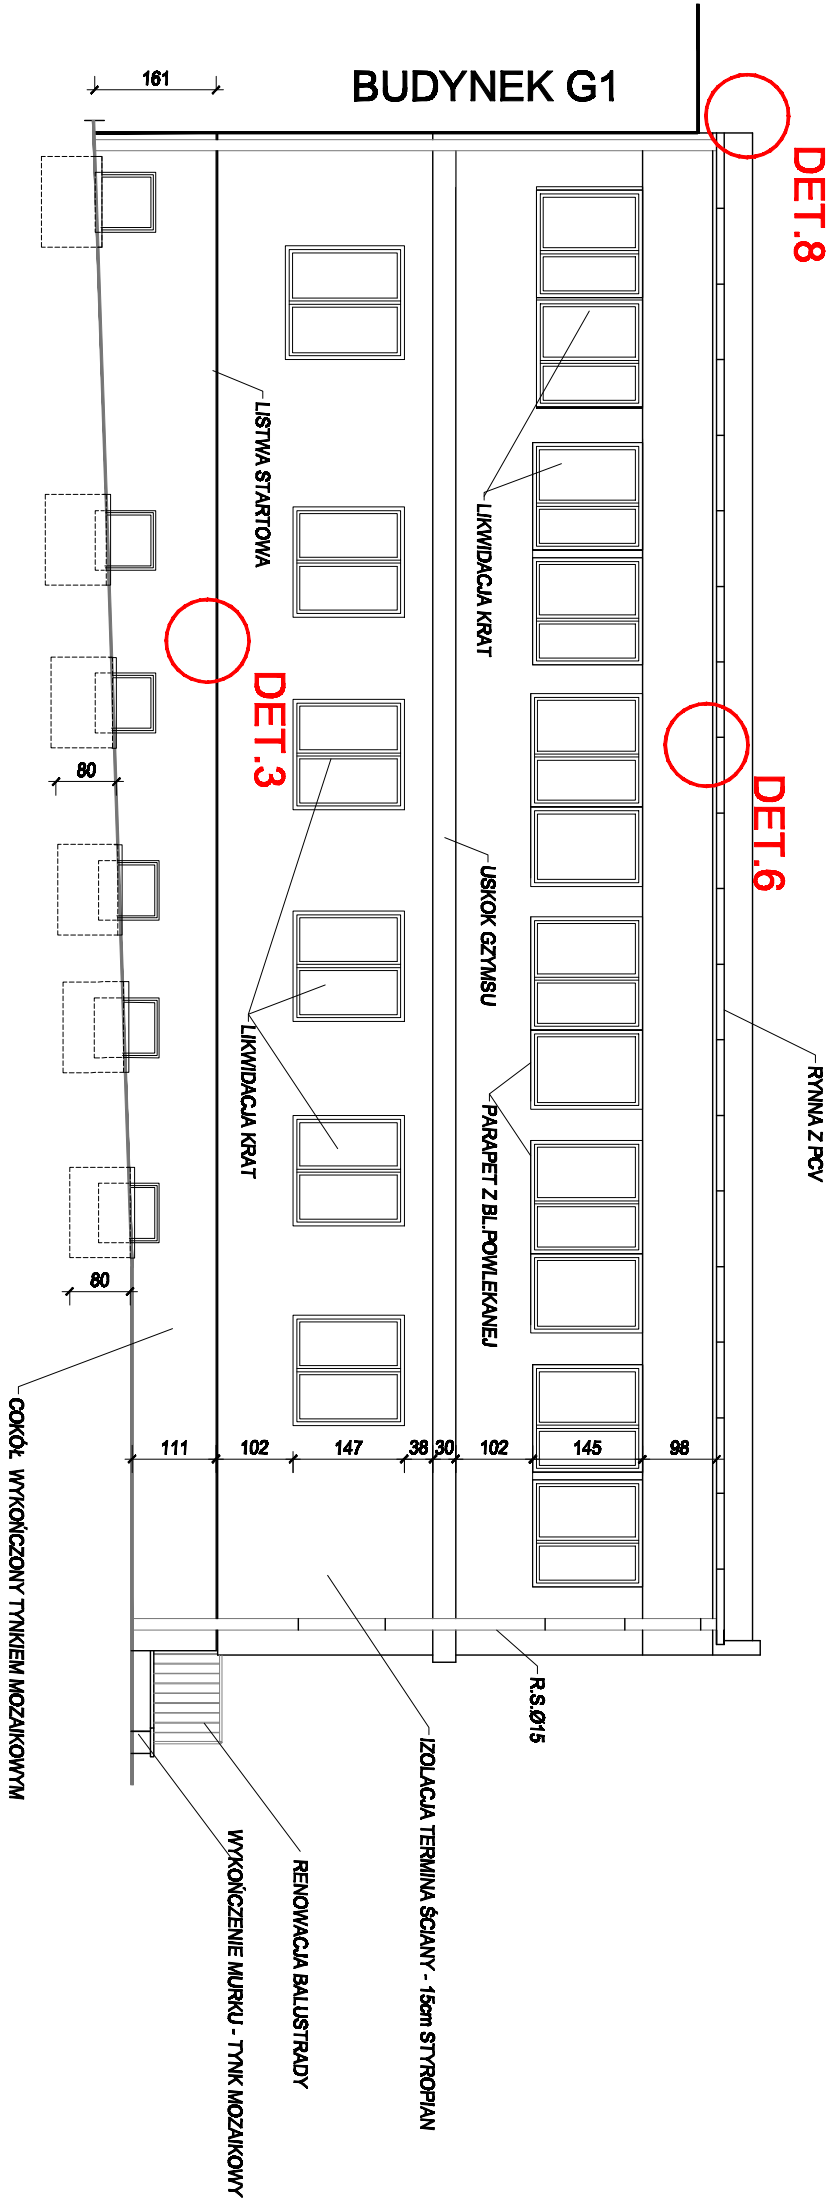 BUDYNEK G1
161
DET.8
LISTWA STARTOWA
LIKWIDACJA KRAT
DET.3
DET.6
80
USKOK GZYMSU
RYNNA Z PCV
LIKWIDACJA KRAT
PARAPET Z BL.POWLEKANEJ
80
111
102
147
38
30
102
145
98
COKÓŁ WYKOŃCZONY TYNKIEM MOZAIKOWYM
R.S.Ø15
IZOLACJA TERMINA ŚCIANY - 15cm STYROPIAN
RENOWACJA BALUSTRADY
WYKOŃCZENIE MURKU - TYNK MOZAIKOWY